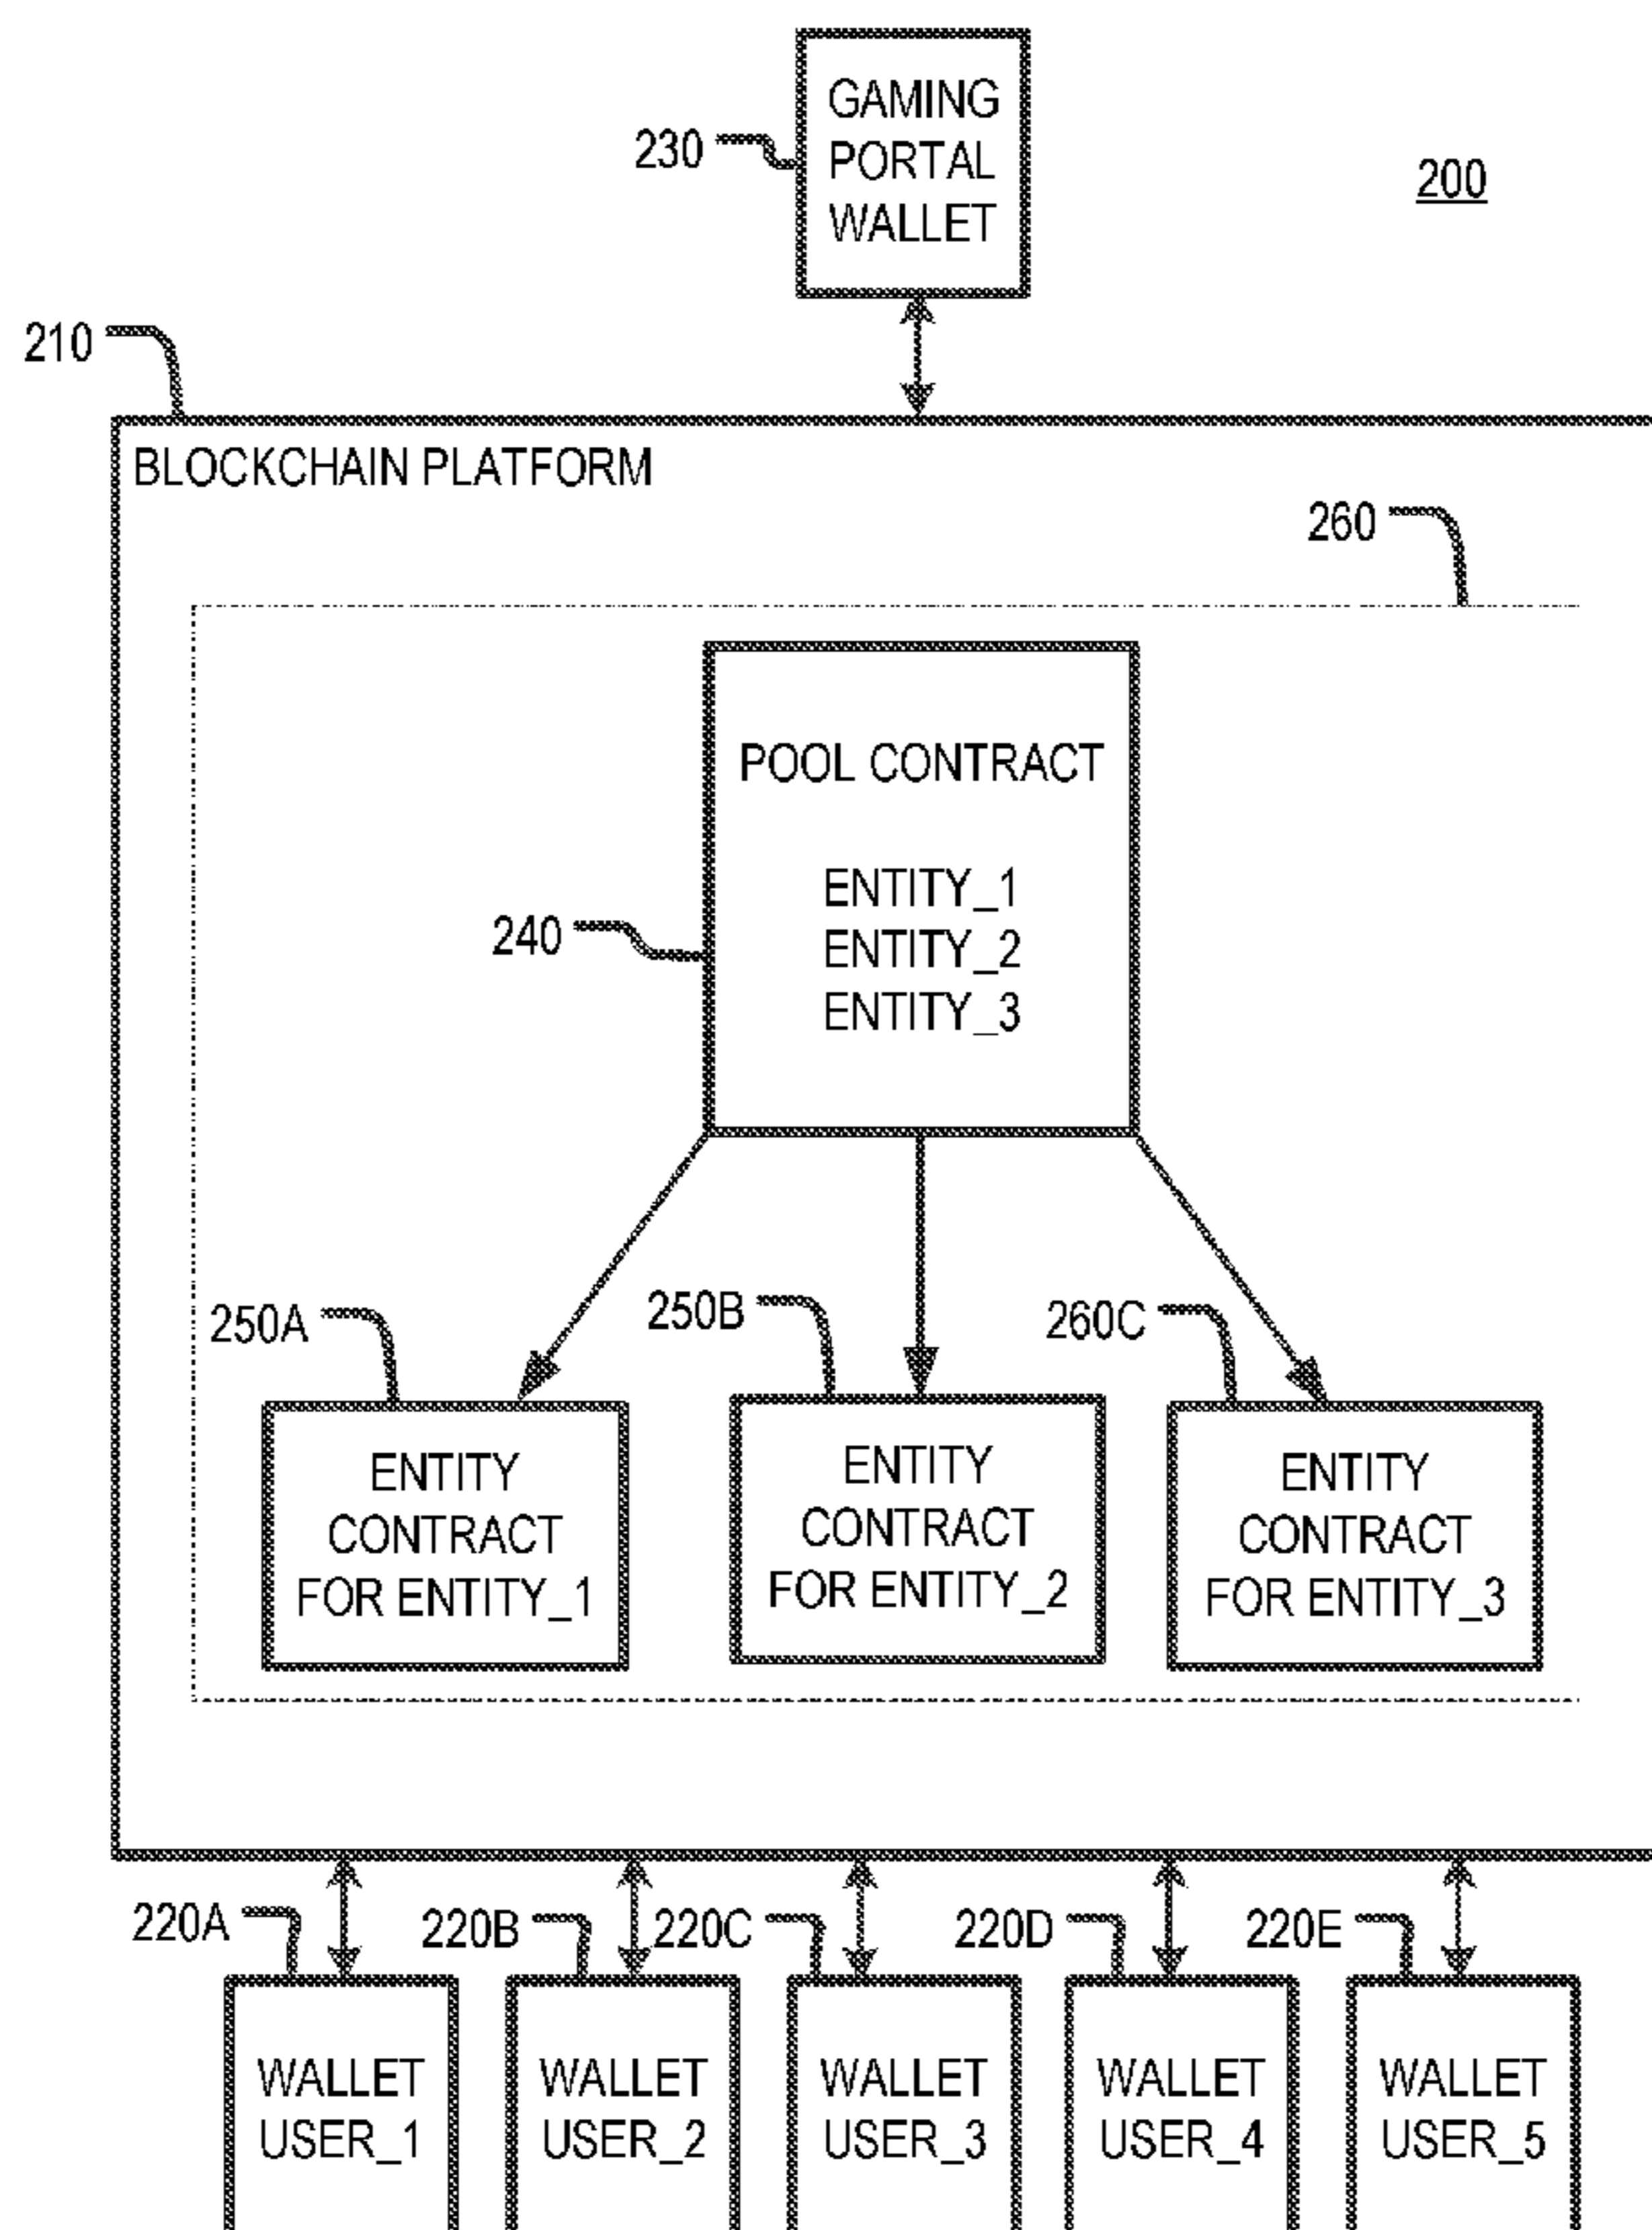 GAMING
PORTAL
WALLET
230
200
210
BLOCKCHAIN PLATFORM
260
POOL CONTRACT
ENTITY_1
ENTITY_2
ENTITY_3
240
250A
250B
260C
ENTITY
CONTRACT
FOR ENTITY_1
ENTITY
CONTRACT
FOR ENTITY_2
ENTITY
CONTRACT
FOR ENTITY_3
220A
220B
220C
220D
220E
WALLET
USER_1
WALLET
USER_2
WALLET
USER_3
WALLET
USER_4
WALLET
USER_5